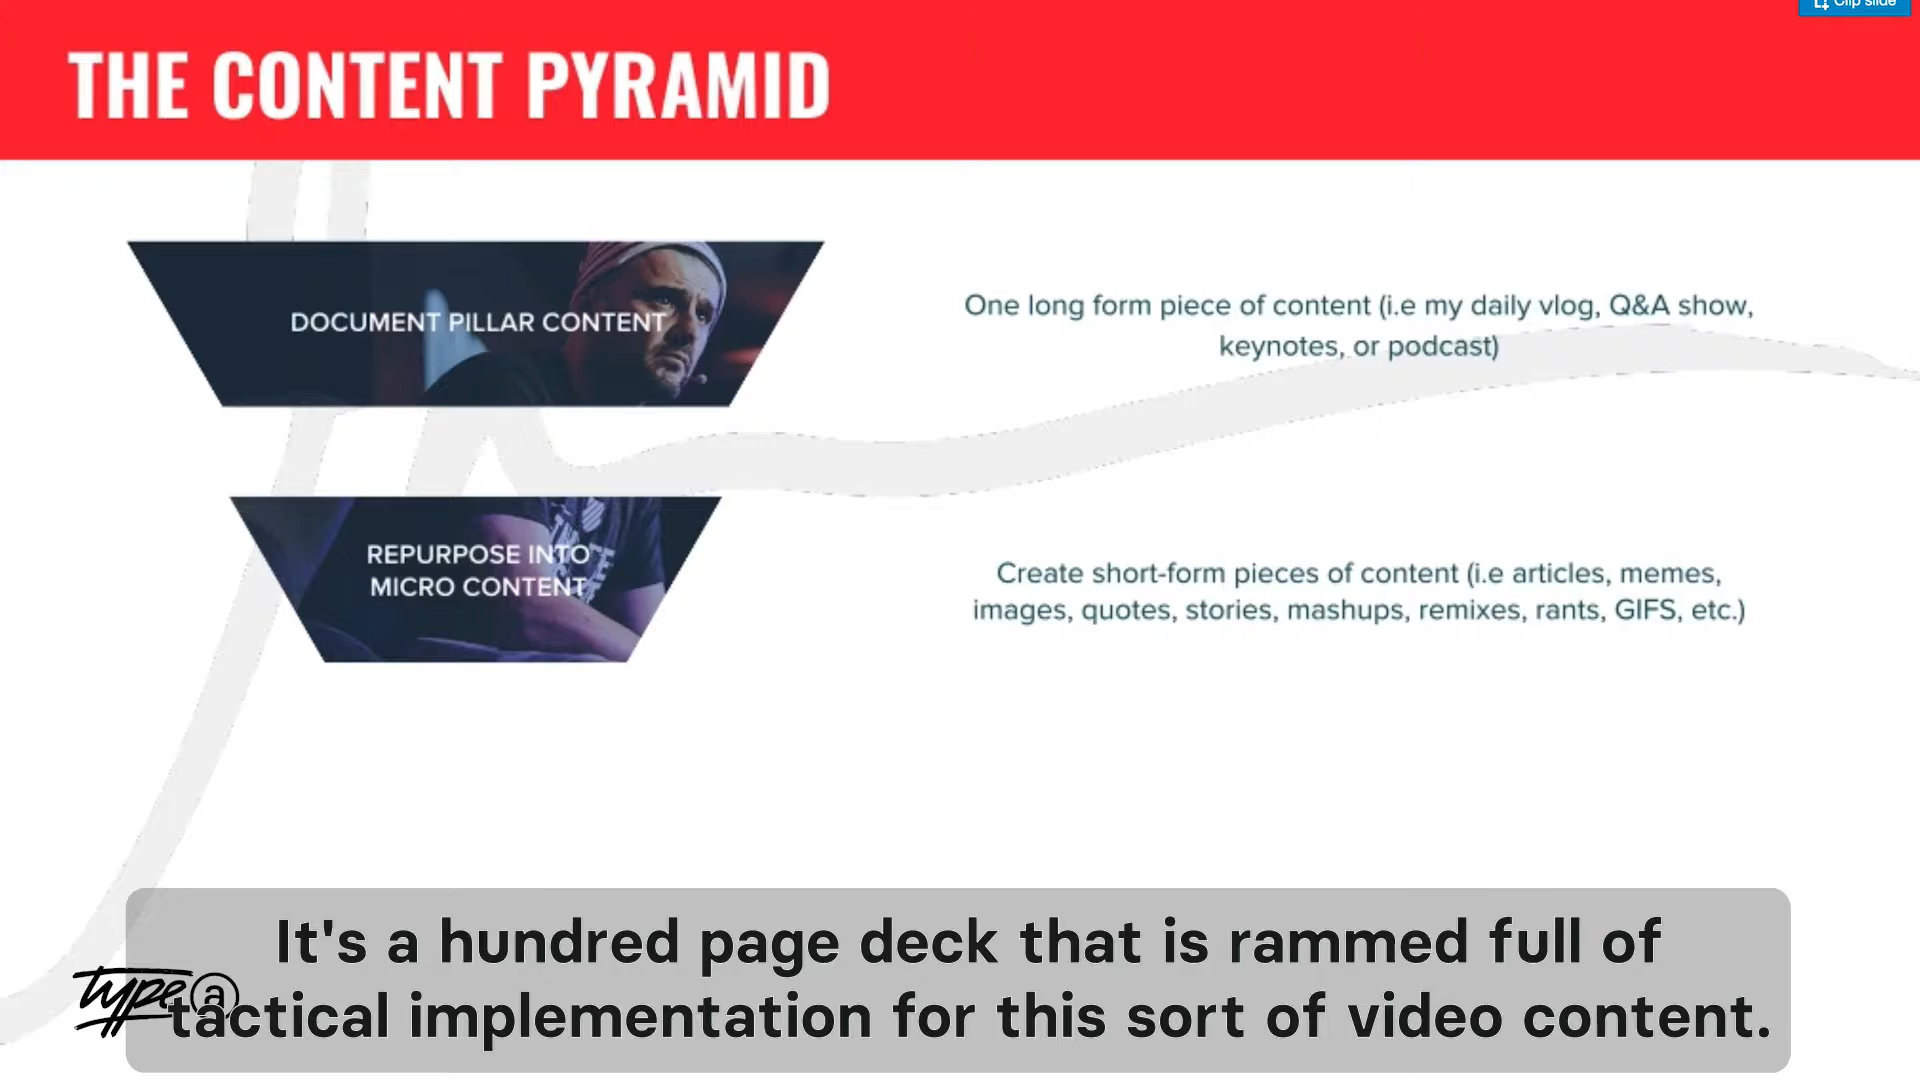 Clip slide
THE CONTENT PYRAMID
DOCUMENT PILLAR CONTENT
One long form piece of content (i.e my daily vlog, Q&A show,
keynotes, or podcast)
REPURPOSE INTO
MICRO CONTENT
Create short-form pieces of content (i.e articles, memes,
images, quotes, stories, mashups, remixes, rants, GIFS, etc.)
It's a hundred page deck that is rammed full of
tactical implementation for this sort of video content.
type a